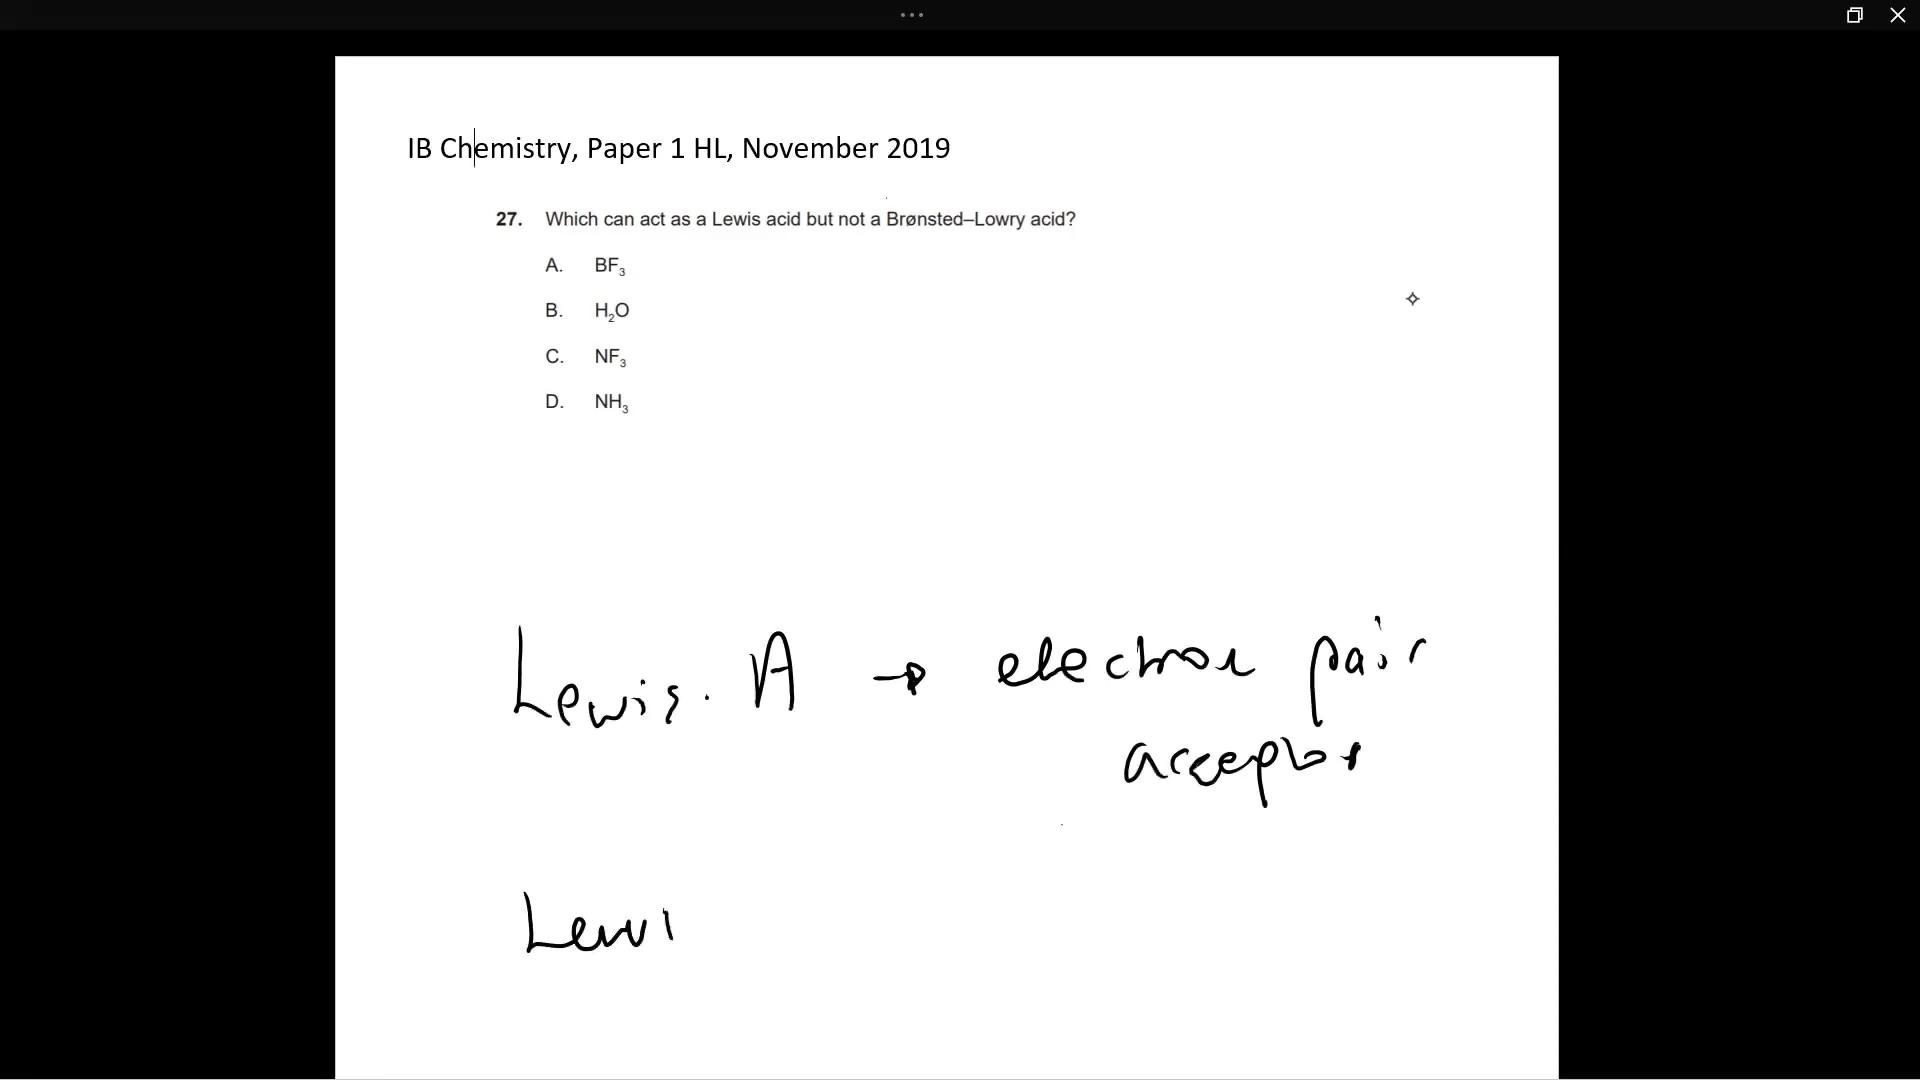 IB Chemistry, Paper 1 HL, November 2019
27. Which can act as a Lewis acid but not a Brønsted–Lowry acid?
A. BF₃
B. H₂O
C. NF₃
D. NH₃
Lewis. A → electron pair
acceptor
Lewi